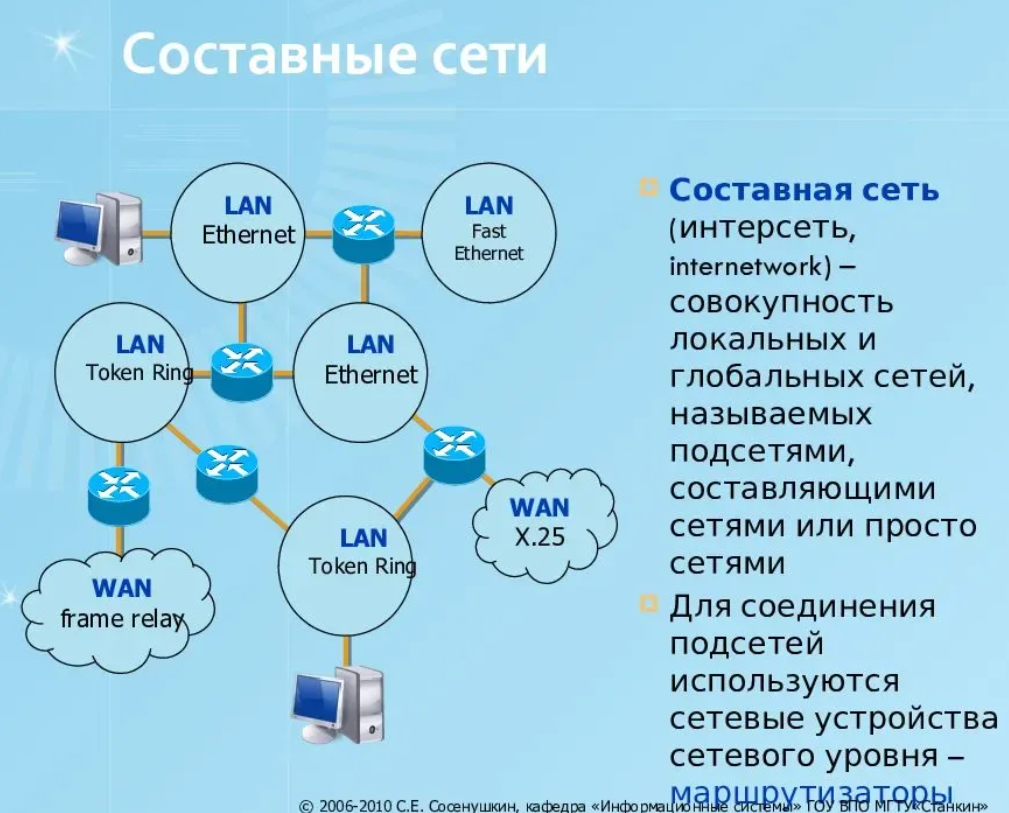 Составные сети
LAN
Ethernet
LAN
Fast
Ethernet
LAN
Token Ring
LAN
Ethernet
WAN
X.25
LAN
Token Ring
WAN
frame relay
Составная сеть
(интерсеть,
internetwork) –
совокупность
локальных и
глобальных сетей,
называемых
подсетями,
составляющими
сетями или просто
сетями
Для соединения
подсетей
используются
сетевые устройства
сетевого уровня –
маршрутизаторы
© 2006-2010 С.Е. Сосенушкин, кафедра «Информационные системы» ГОУ ВПО МГТУ«Станкин»